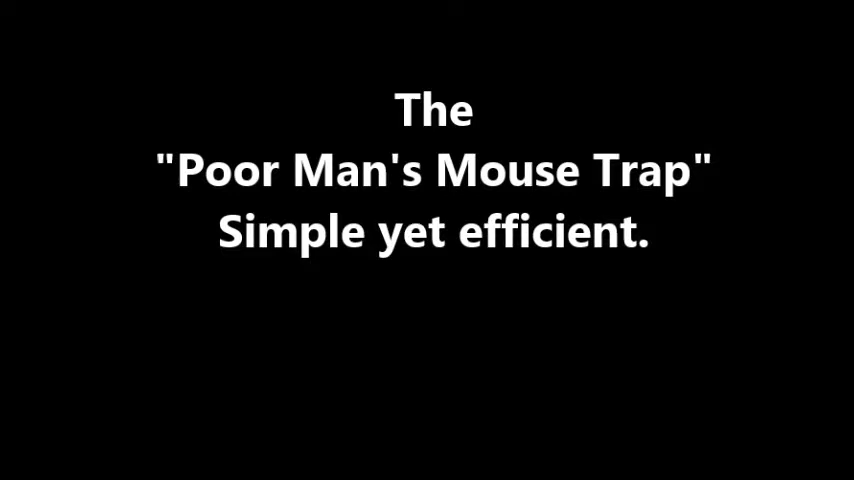 The
"Poor Man's Mouse Trap"
Simple yet efficient.